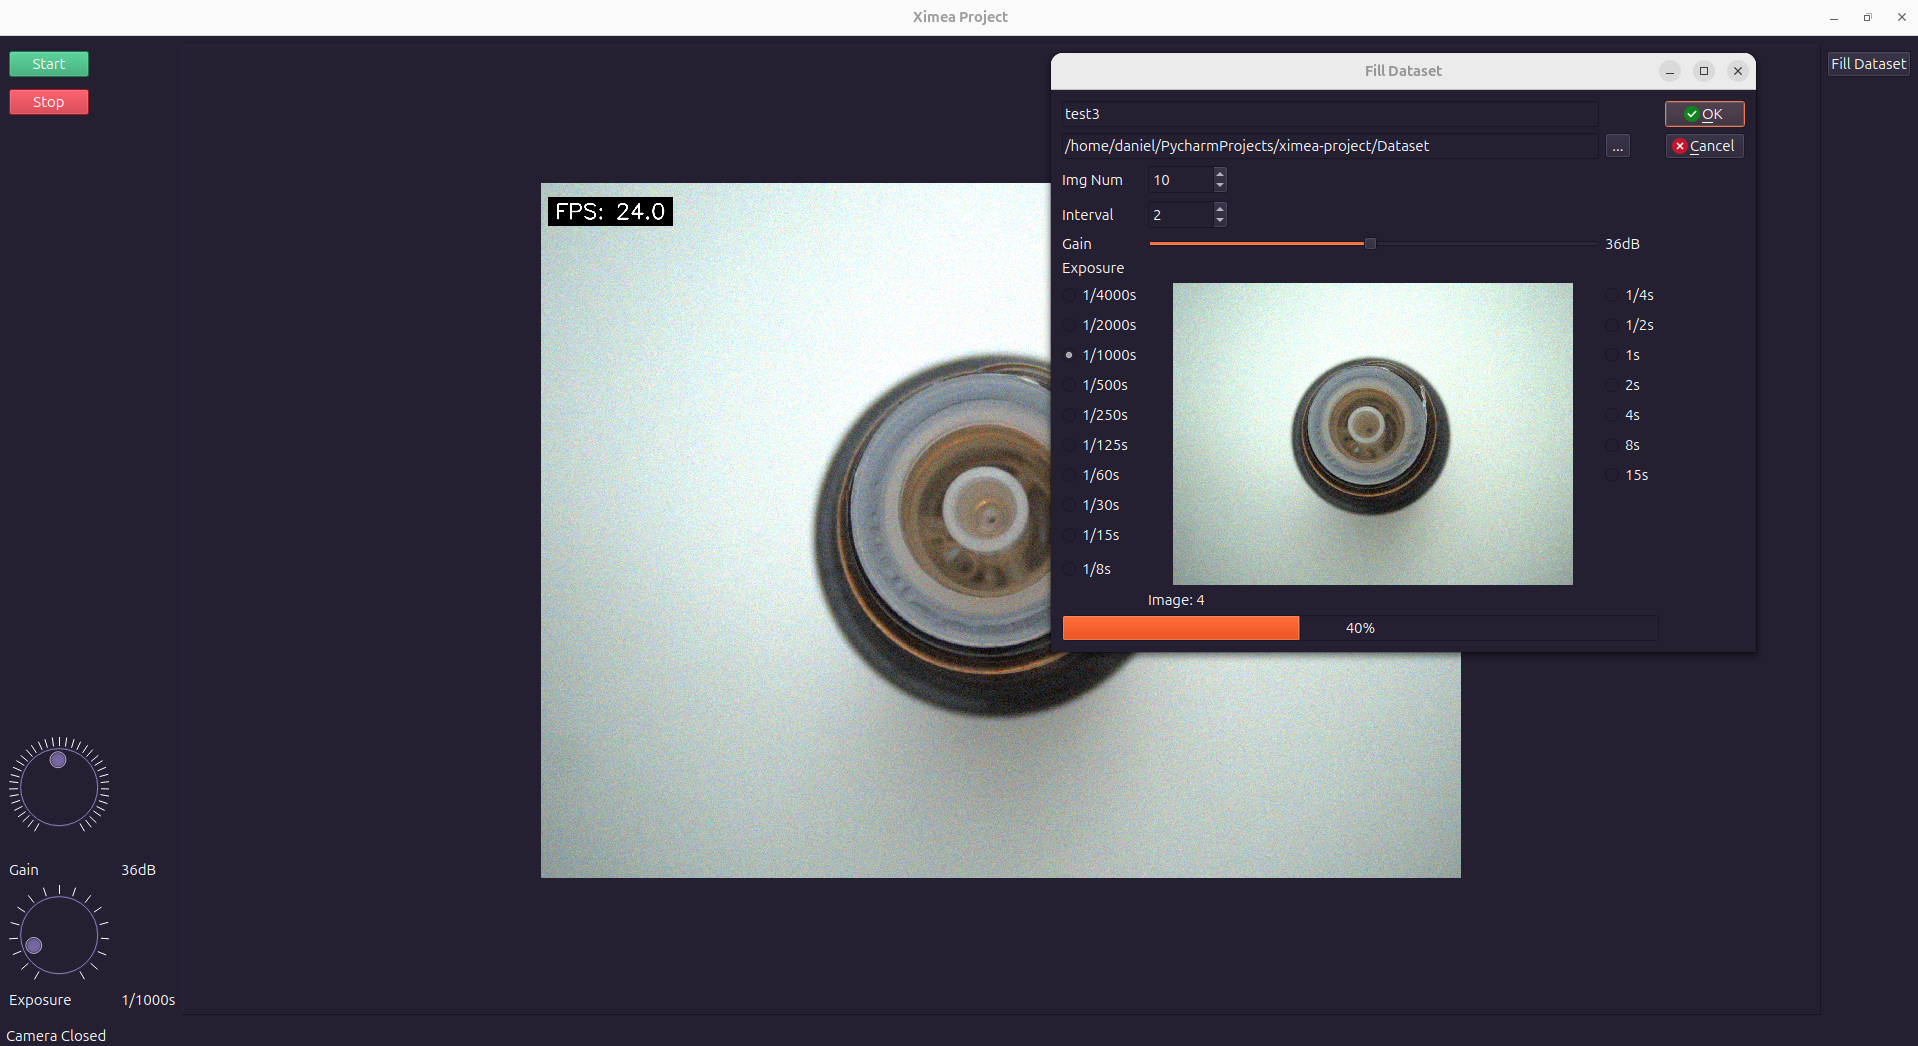 Ximea Project
Start
Stop
Fill Dataset
Fill Dataset
test3
OK
/home/daniel/PycharmProjects/ximea-project/Dataset
...
Cancel
Img Num 10
Interval 2
Gain 36dB
Exposure
1/4000s
1/2000s
1/1000s
1/500s
1/250s
1/125s
1/60s
1/30s
1/15s
1/8s
1/4s
1/2s
1s
2s
4s
8s
15s
Image: 4
40%
FPS: 24.0
Gain 36dB
Exposure 1/1000s
Camera Closed